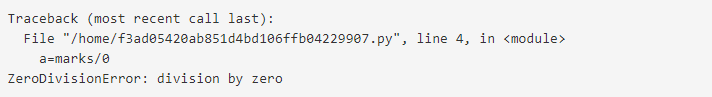 Traceback (most recent call last):
  File "/home/f3ad05420ab851d4bd106ffb04229907.py", line 4, in <module>
    a=marks/0
ZeroDivisionError: division by zero